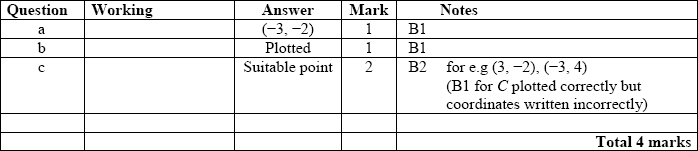 Question Working Answer Mark Notes
a (−3, −2) 1 B1
b Plotted 1 B1
c Suitable point 2 B2 for e.g (3, −2), (−3, 4)
(B1 for C plotted correctly but
coordinates written incorrectly)
Total 4 marks